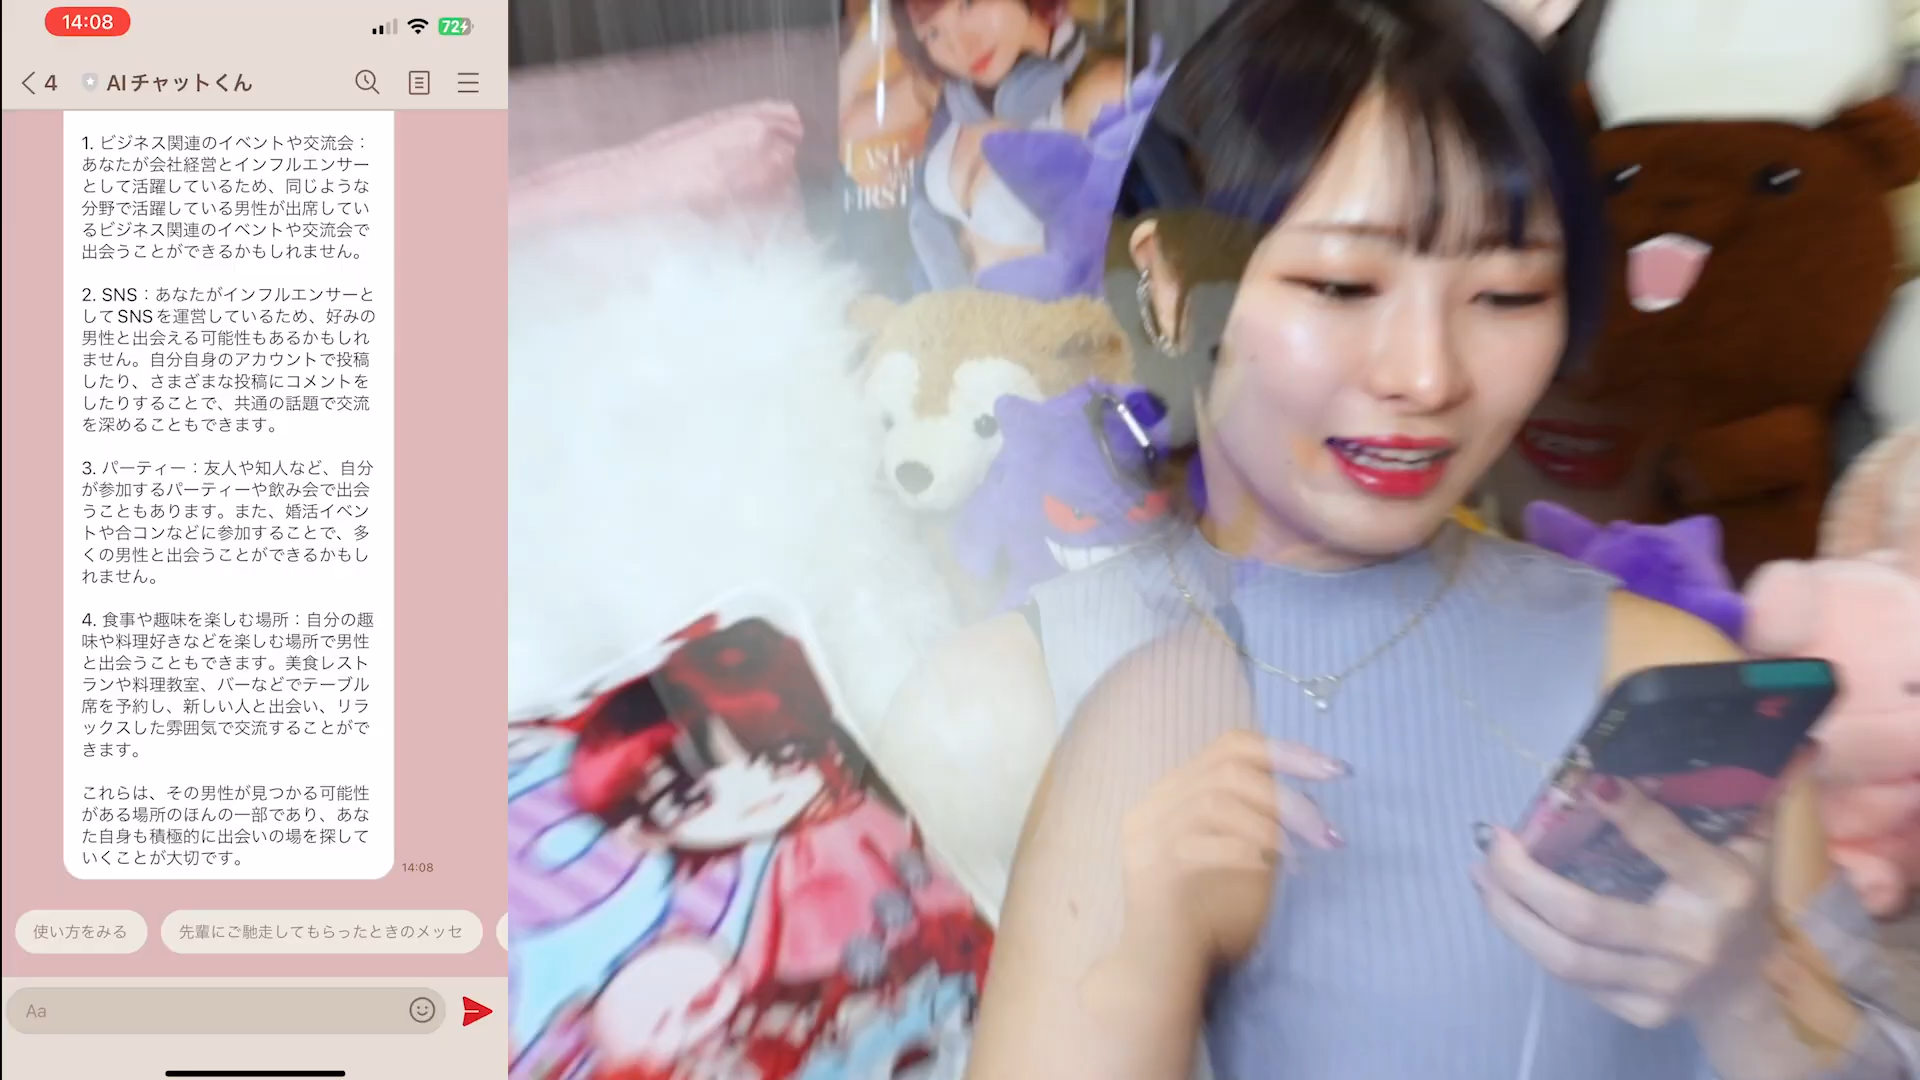 14:08
72
4
AIチャットくん
1. ビジネス関連のイベントや交流会：
あなたが会社経営とインフルエンサー
として活躍しているため、同じような
分野で活躍している男性が出席してい
るビジネス関連のイベントや交流会で
出会うことができるかもしれません。
2. SNS：あなたがインフルエンサーと
してSNSを運営しているため、好みの
男性と出会える可能性もあるかもしれ
ません。自分自身のアカウントで投稿
したり、さまざまな投稿にコメントを
したりすることで、共通の話題で交流
を深めることもできます。
3. パーティー：友人や知人など、自分
が参加するパーティーや飲み会で出会
うこともあります。また、婚活イベン
トや合コンなどに参加することで、多
くの男性と出会うことができるかもし
れません。
4. 食事や趣味を楽しむ場所：自分の趣
味や料理好きなどを楽しむ場所で男性
と出会うこともできます。美食レスト
ランや料理教室、バーなどでテーブル
席を予約し、新しい人と出会い、リラ
ックスした雰囲気で交流することがで
きます。
これらは、その男性が見つかる可能性
がある場所のほんの一部であり、あな
た自身も積極的に出会いの場を探して
いくことが大切です。
14:08
使い方をみる
先輩にご馳走してもらったときのメッセ
Aa
LAST
and
FIRST